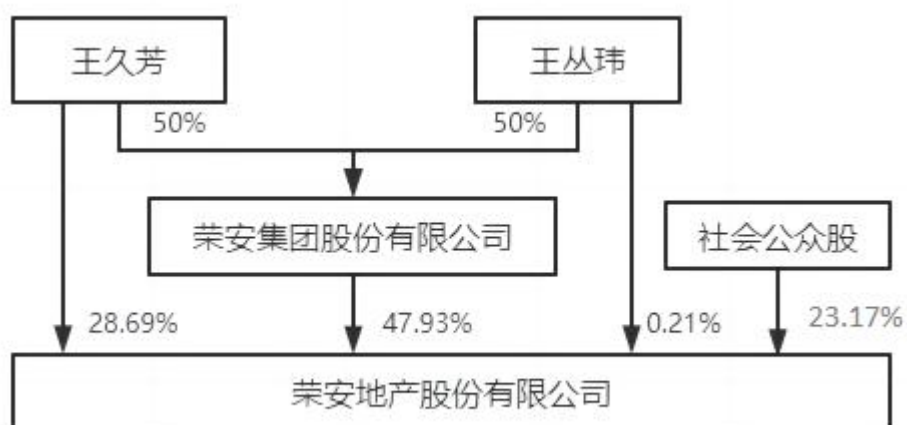 王久芳
王丛玮
50%
50%
荣安集团股份有限公司
社会公众股
28.69%
47.93%
0.21%
23.17%
荣安地产股份有限公司